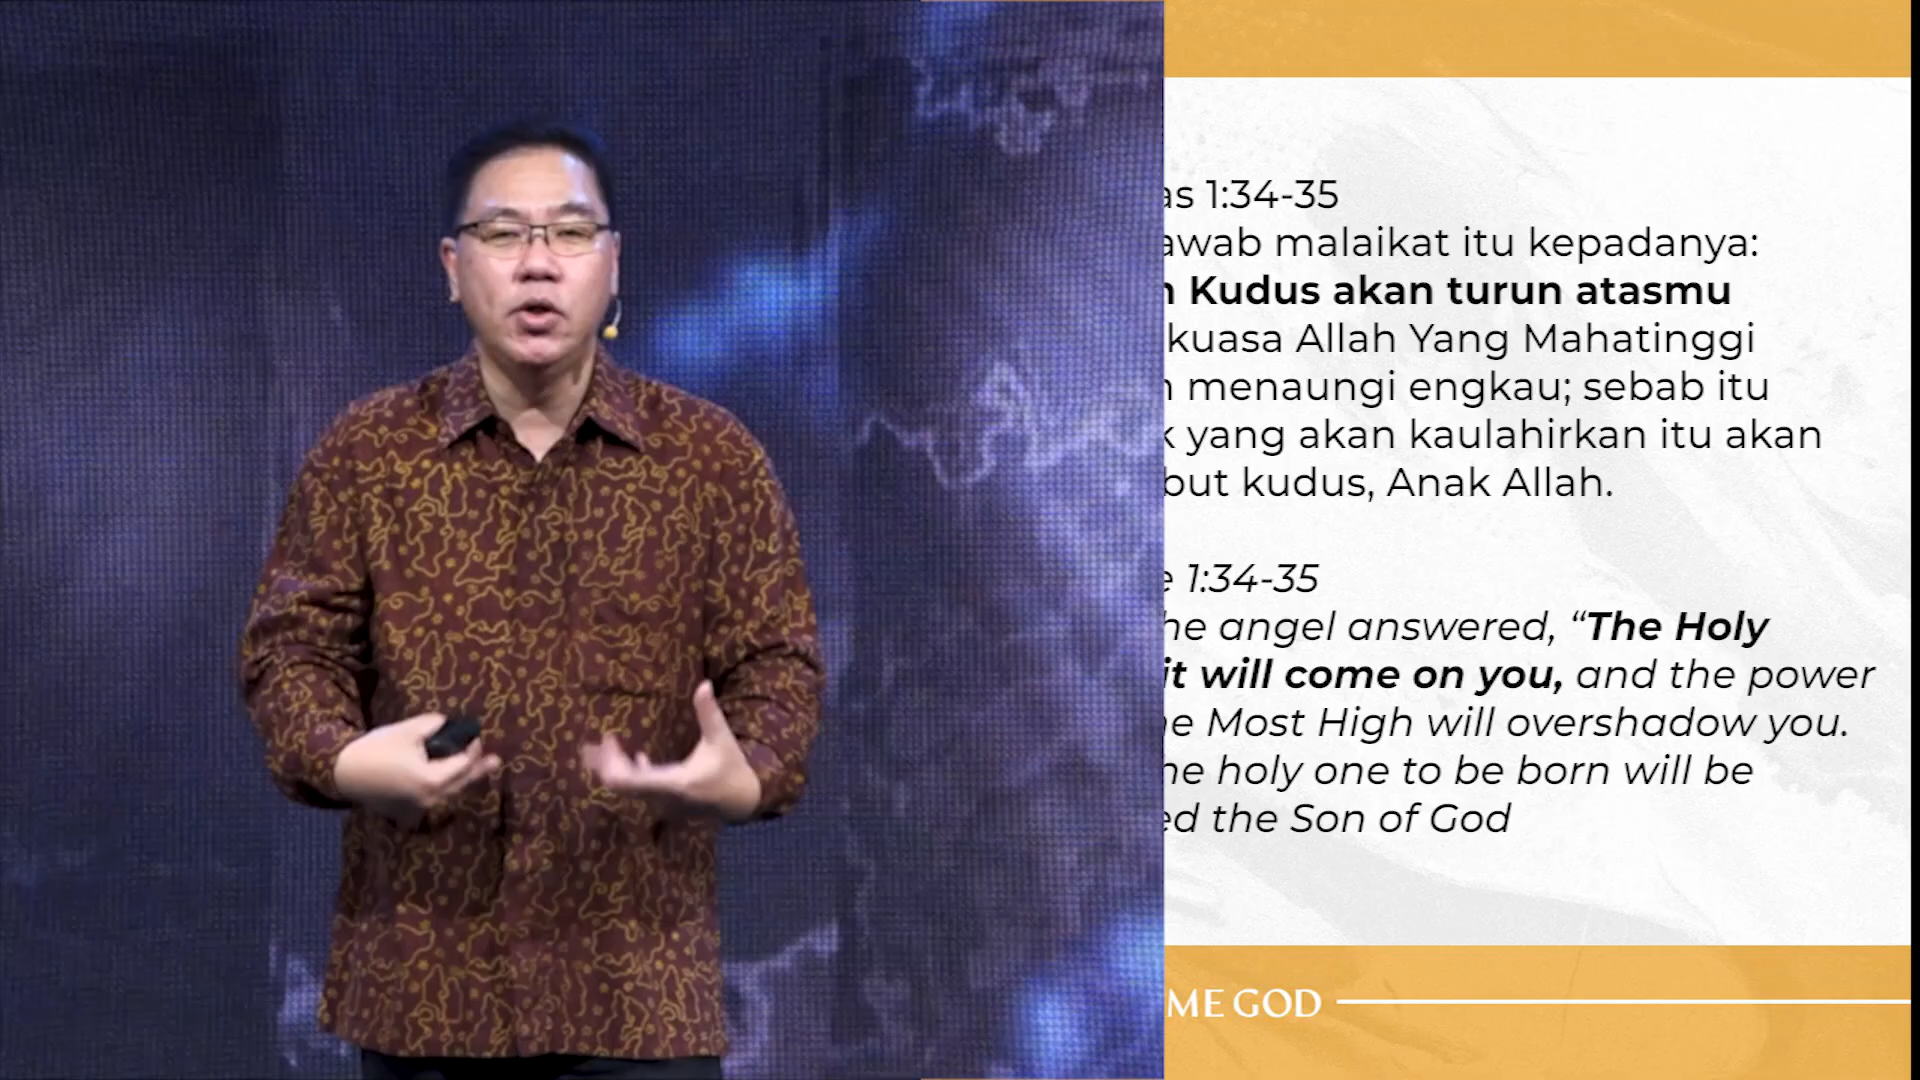 as 1:34-35
awab malaikat itu kepadanya:
n Kudus akan turun atasmu
kuasa Allah Yang Mahatinggi
n menaungi engkau; sebab itu
k yang akan kaulahirkan itu akan
but kudus, Anak Allah.
e 1:34-35
he angel answered, “The Holy
it will come on you, and the power
he Most High will overshadow you.
he holy one to be born will be
ed the Son of God
ME GOD